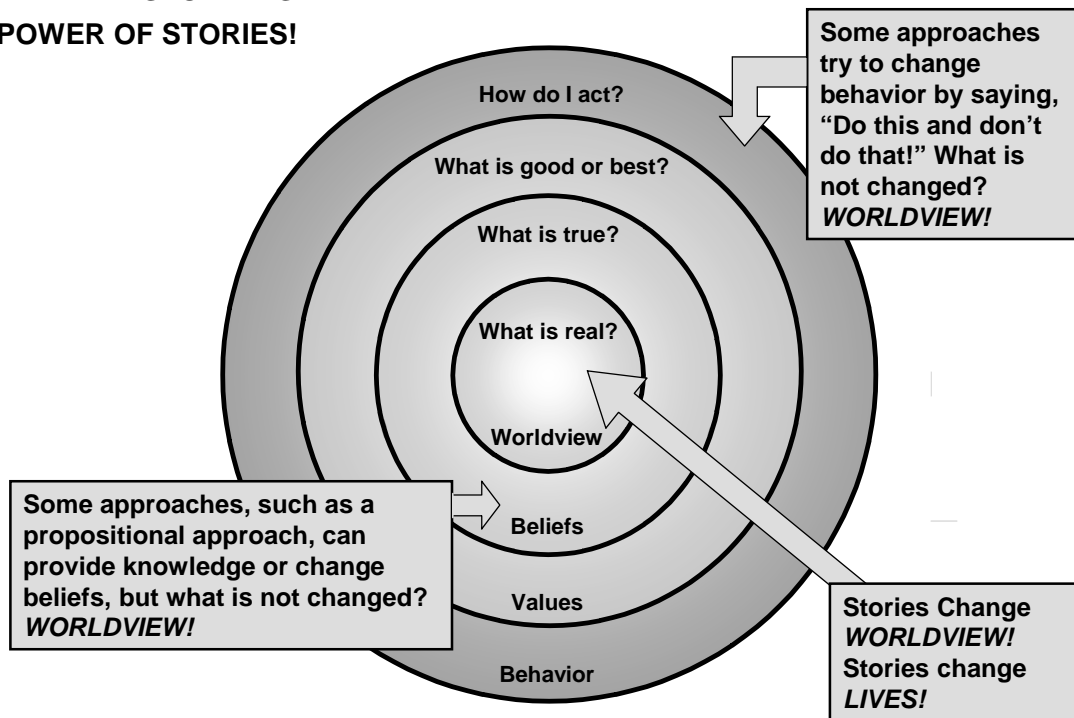 POWER OF STORIES!
Some approaches
try to change
behavior by saying,
“Do this and don’t
do that!” What is
not changed?
WORLDVIEW!
How do I act?
What is good or best?
What is true?
What is real?
Worldview
Beliefs
Values
Behavior
Some approaches, such as a
propositional approach, can
provide knowledge or change
beliefs, but what is not changed?
WORLDVIEW!
Stories Change
WORLDVIEW!
Stories change
LIVES!